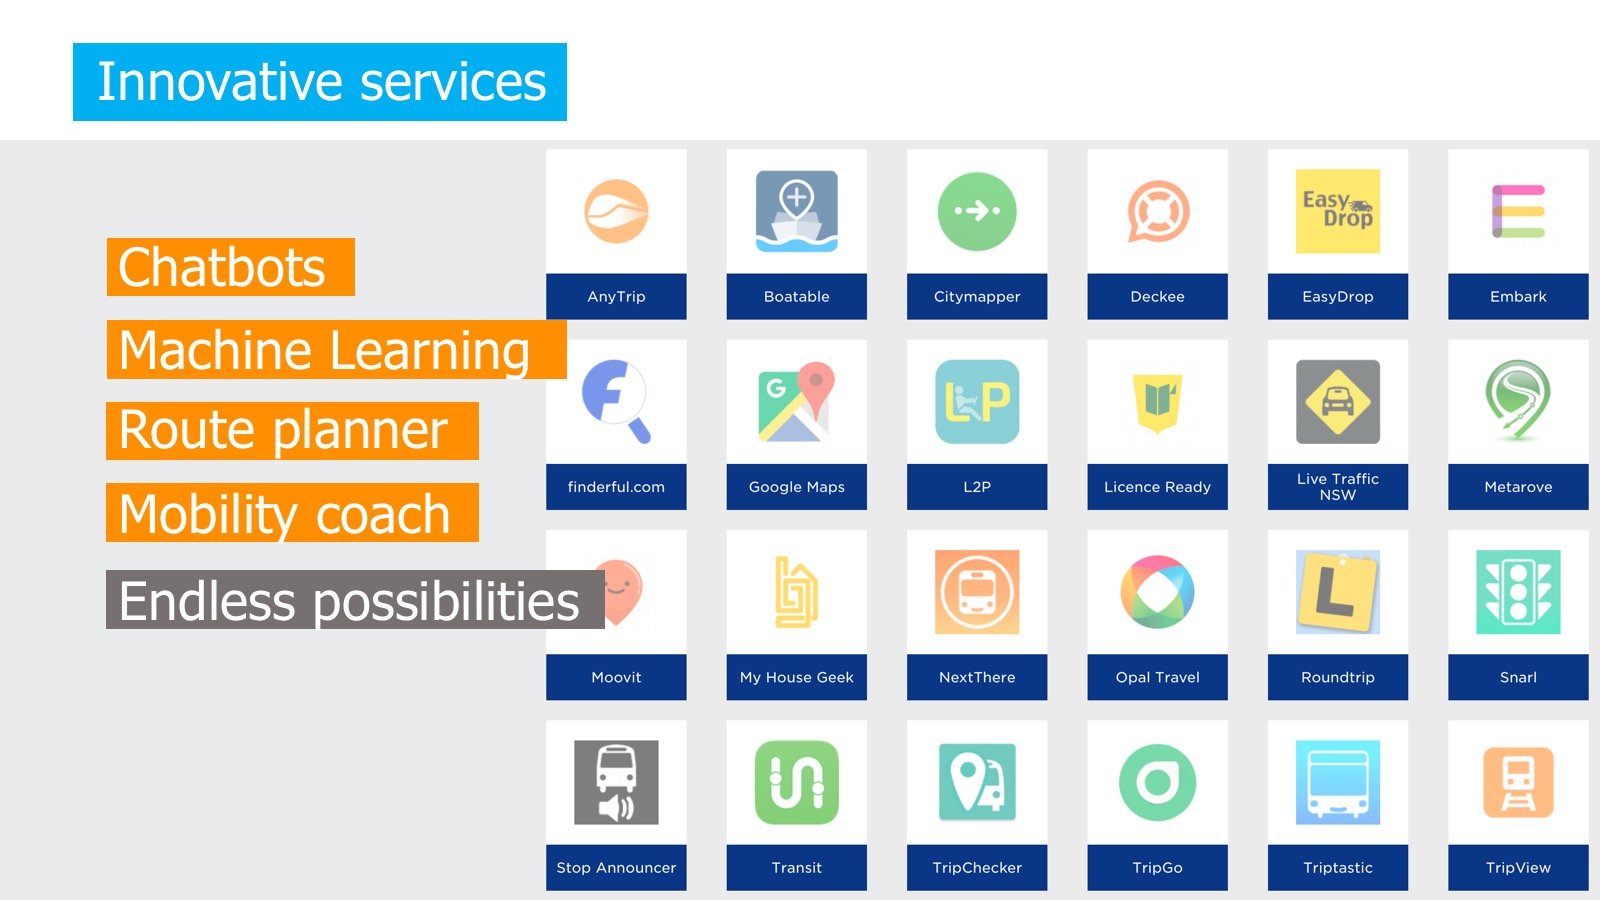 Innovative services
Chatbots
Machine Learning
Route planner
Mobility coach
Endless possibilities
AnyTrip
Boatable
Citymapper
Deckee
Easy
Drop
EasyDrop
Embark
finderful.com
G
Google Maps
L2P
L2P
Licence Ready
Live Traffic
NSW
Metarove
Moovit
My House Geek
NextThere
Opal Travel
L
Roundtrip
Snarl
Stop Announcer
Transit
TripChecker
TripGo
Triptastic
TripView